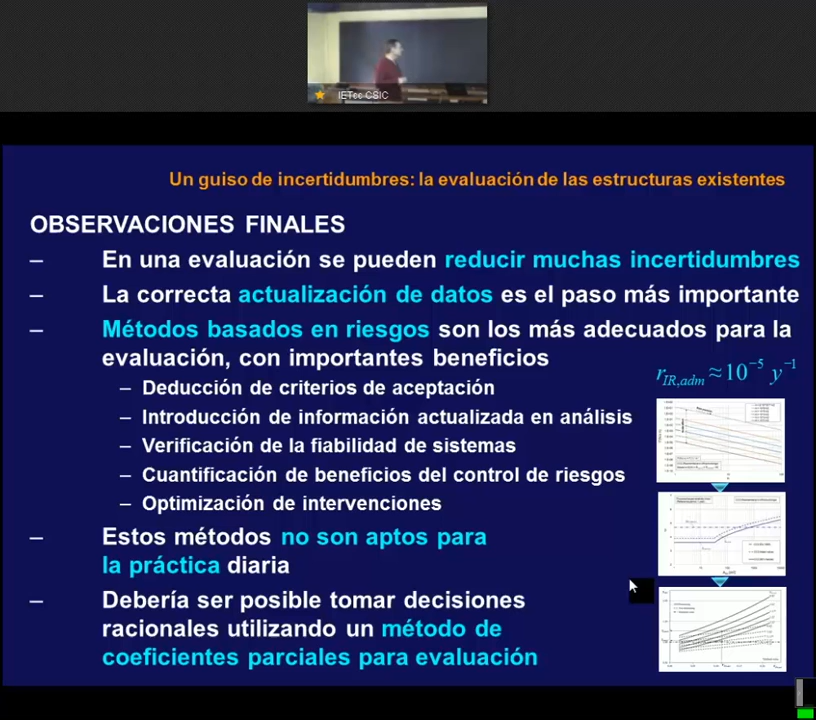 IETcc CSIC
Un guiso de incertidumbres: la evaluación de las estructuras existentes
OBSERVACIONES FINALES
– En una evaluación se pueden reducir muchas incertidumbres
– La correcta actualización de datos es el paso más importante
– Métodos basados en riesgos son los más adecuados para la
evaluación, con importantes beneficios
r_IR,adm ≈ 10⁻⁵ y⁻¹
– Deducción de criterios de aceptación
– Introducción de información actualizada en análisis
– Verificación de la fiabilidad de sistemas
– Cuantificación de beneficios del control de riesgos
– Optimización de intervenciones
– Estos métodos no son aptos para
la práctica diaria
– Debería ser posible tomar decisiones
racionales utilizando un método de
coeficientes parciales para evaluación